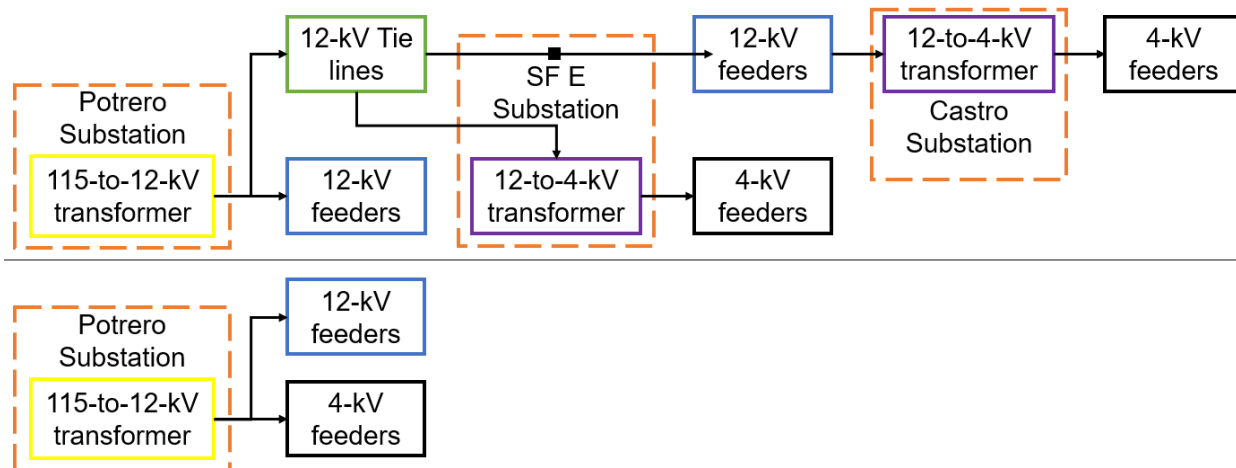 Potrero
Substation
115-to-12-kV
transformer
12-kV Tie
lines
12-kV
feeders
SF E
Substation
12-to-4-kV
transformer
12-kV
feeders
4-kV
feeders
12-to-4-kV
transformer
Castro
Substation
4-kV
feeders
Potrero
Substation
115-to-12-kV
transformer
12-kV
feeders
4-kV
feeders